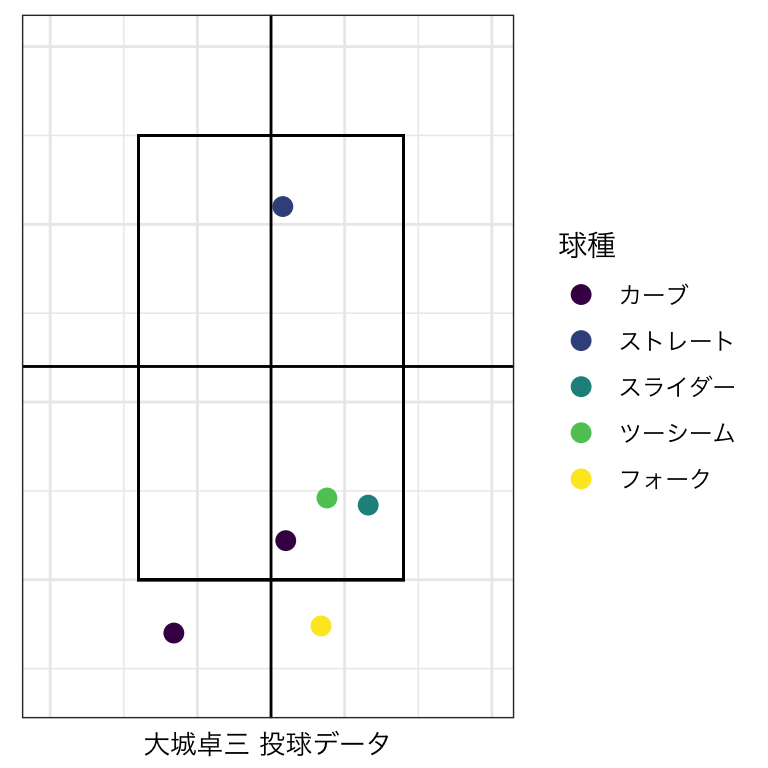 球種
カーブ
ストレート
スライダー
ツーシーム
フォーク
大城卓三 投球データ